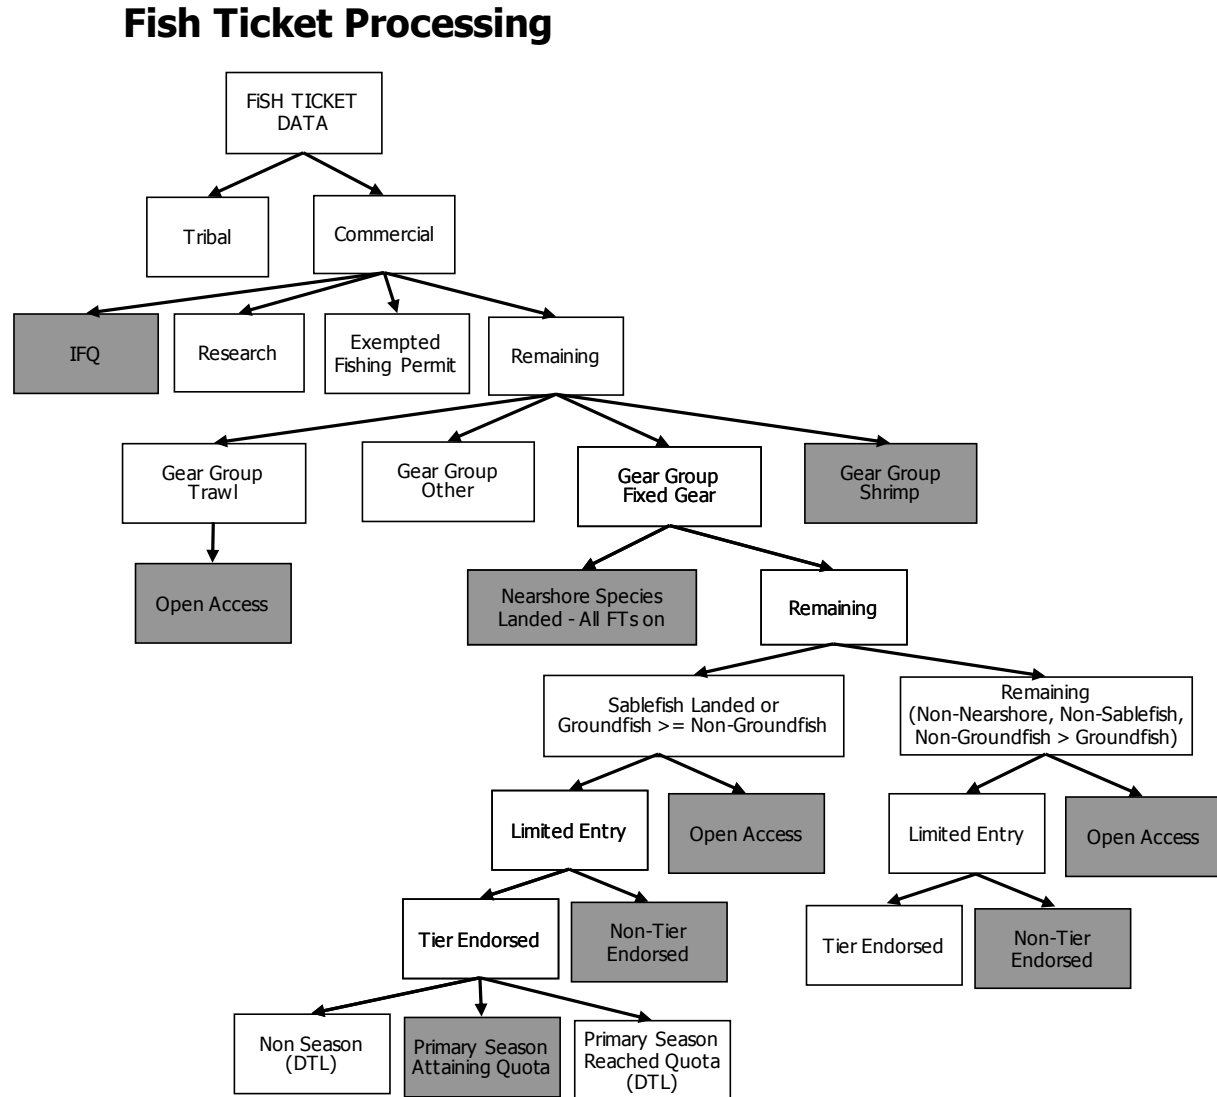 Fish Ticket Processing
FiSH TICKET
DATA
Tribal
Commercial
IFQ
Research
Exempted
Fishing Permit
Remaining
Gear Group
Trawl
Gear Group
Other
Gear Group
Fixed Gear
Gear Group
Shrimp
Open Access
Nearshore Species
Landed - All FTs on
Remaining
Sablefish Landed or
Groundfish >= Non-Groundfish
Remaining
(Non-Nearshore, Non-Sablefish,
Non-Groundfish > Groundfish)
Limited Entry
Open Access
Limited Entry
Open Access
Tier Endorsed
Non-Tier
Endorsed
Tier Endorsed
Non-Tier
Endorsed
Non Season
(DTL)
Primary Season
Attaining Quota
Primary Season
Reached Quota
(DTL)